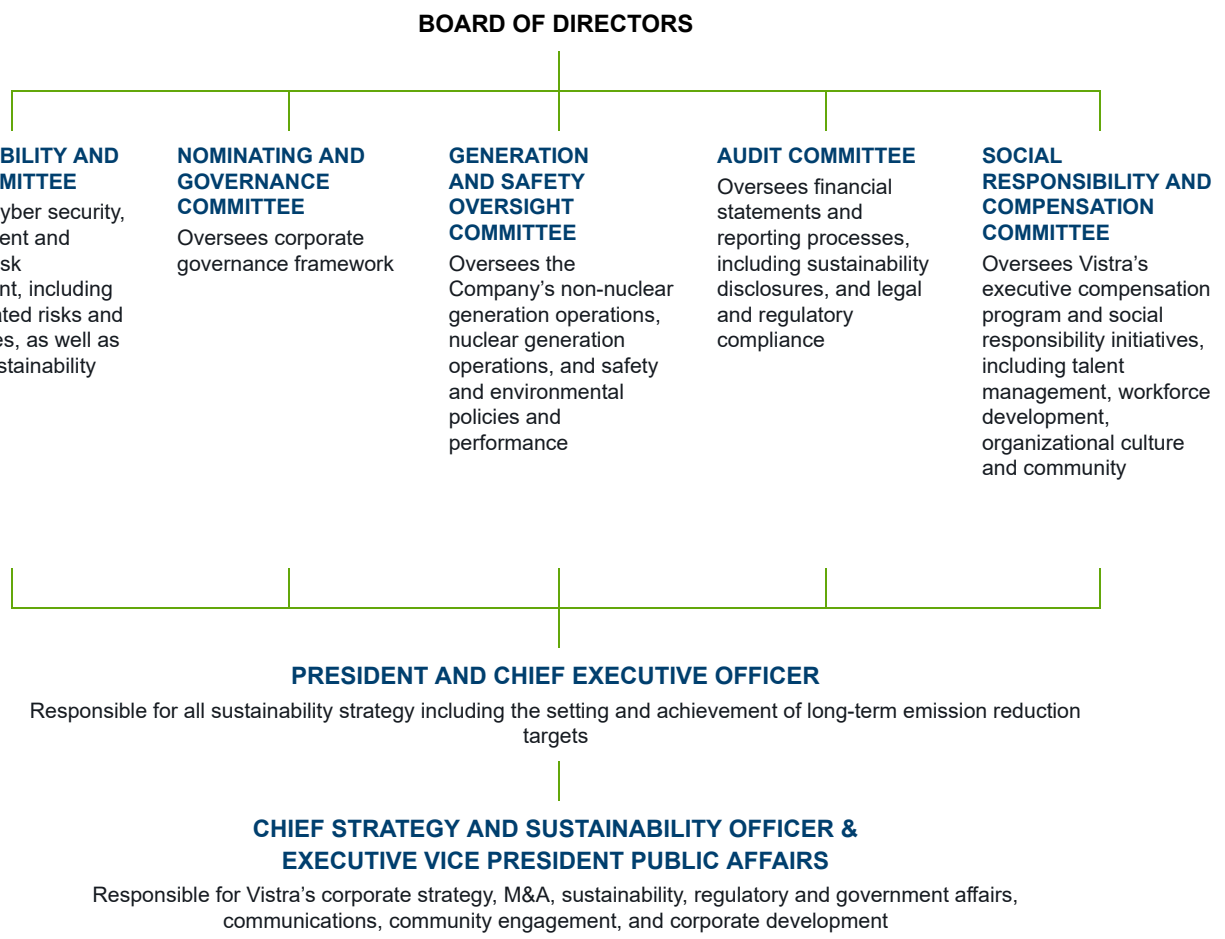 BOARD OF DIRECTORS
BILITY AND
MITTEE
yber security,
ent and
sk
nt, including
ated risks and
es, as well as
stainability
NOMINATING AND
GOVERNANCE
COMMITTEE
Oversees corporate
governance framework
GENERATION
AND SAFETY
OVERSIGHT
COMMITTEE
Oversees the
Company’s non-nuclear
generation operations,
nuclear generation
operations, and safety
and environmental
policies and
performance
AUDIT COMMITTEE
Oversees financial
statements and
reporting processes,
including sustainability
disclosures, and legal
and regulatory
compliance
SOCIAL
RESPONSIBILITY AND
COMPENSATION
COMMITTEE
Oversees Vistra’s
executive compensation
program and social
responsibility initiatives,
including talent
management, workforce
development,
organizational culture
and community
PRESIDENT AND CHIEF EXECUTIVE OFFICER
Responsible for all sustainability strategy including the setting and achievement of long-term emission reduction
targets
CHIEF STRATEGY AND SUSTAINABILITY OFFICER &
EXECUTIVE VICE PRESIDENT PUBLIC AFFAIRS
Responsible for Vistra’s corporate strategy, M&A, sustainability, regulatory and government affairs,
communications, community engagement, and corporate development